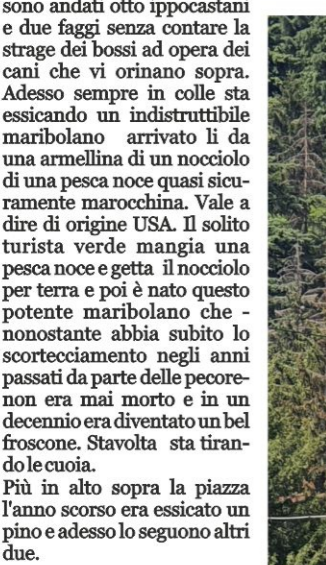 sono andati otto ippocastani
e due faggi senza contare la
strage dei bossi ad opera dei
cani che vi orinano sopra.
Adesso sempre in colle sta
essicando un indistruttibile
maribolano arrivato li da
una armellina di un nocciolo
di una pesca noce quasi sicu-
ramente marocchina. Vale a
dire di origine USA. Il solito
turista verde mangia una
pesca noce e getta il nocciolo
per terra e poi è nato questo
potente maribolano che -
nonostante abbia subito lo
scortecciamento negli anni
passati da parte delle pecore-
non era mai morto e in un
decennio era diventato un bel
froscone. Stavolta sta tiran-
do le cuoia.
Più in alto sopra la piazza
l'anno scorso era essicato un
pino e adesso lo seguono altri
due.